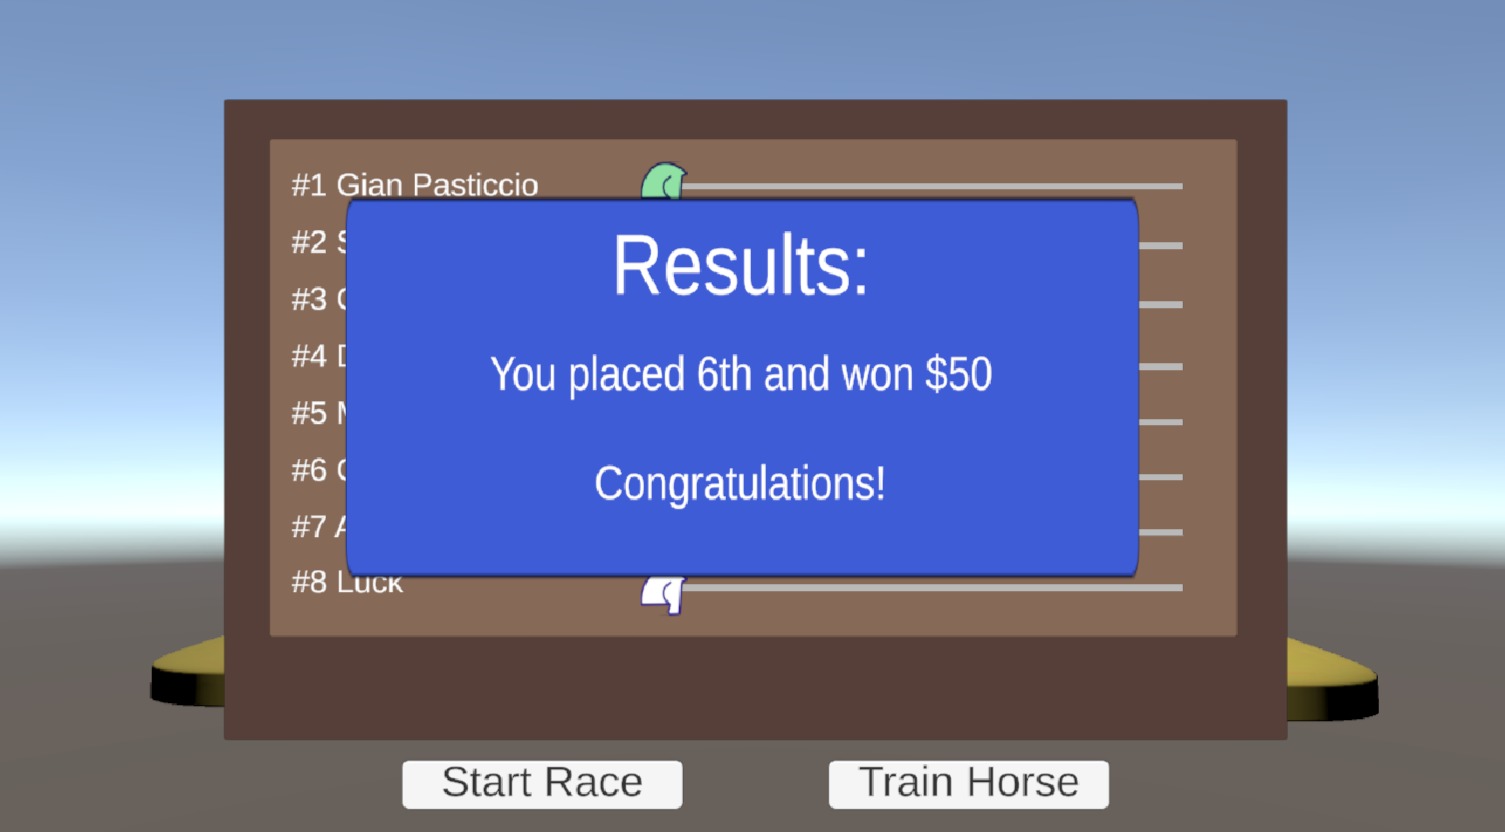 #1 Gian Pasticcio
#2
#3
#4
#5
#6
#7
#8 Luck
Results:
You placed 6th and won $50
Congratulations!
Start Race
Train Horse